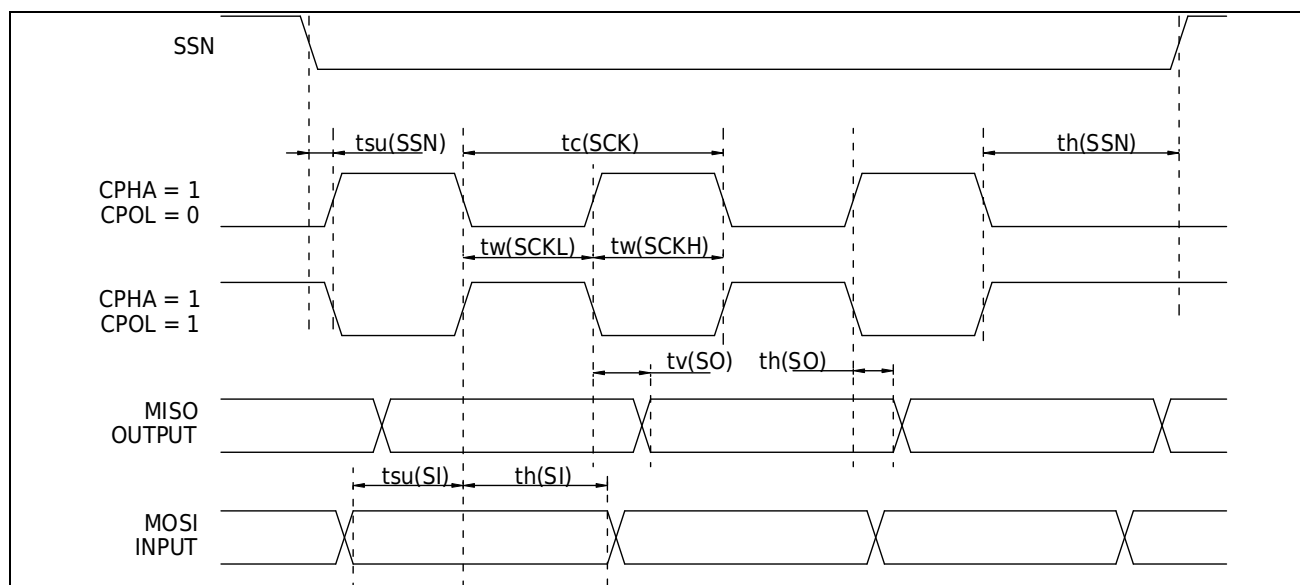 SSN
tsu(SSN)
tc(SCK)
th(SSN)
CPHA = 1
CPOL = 0
tw(SCKL)
tw(SCKH)
CPHA = 1
CPOL = 1
tv(SO)
th(SO)
MISO
OUTPUT
tsu(SI)
th(SI)
MOSI
INPUT